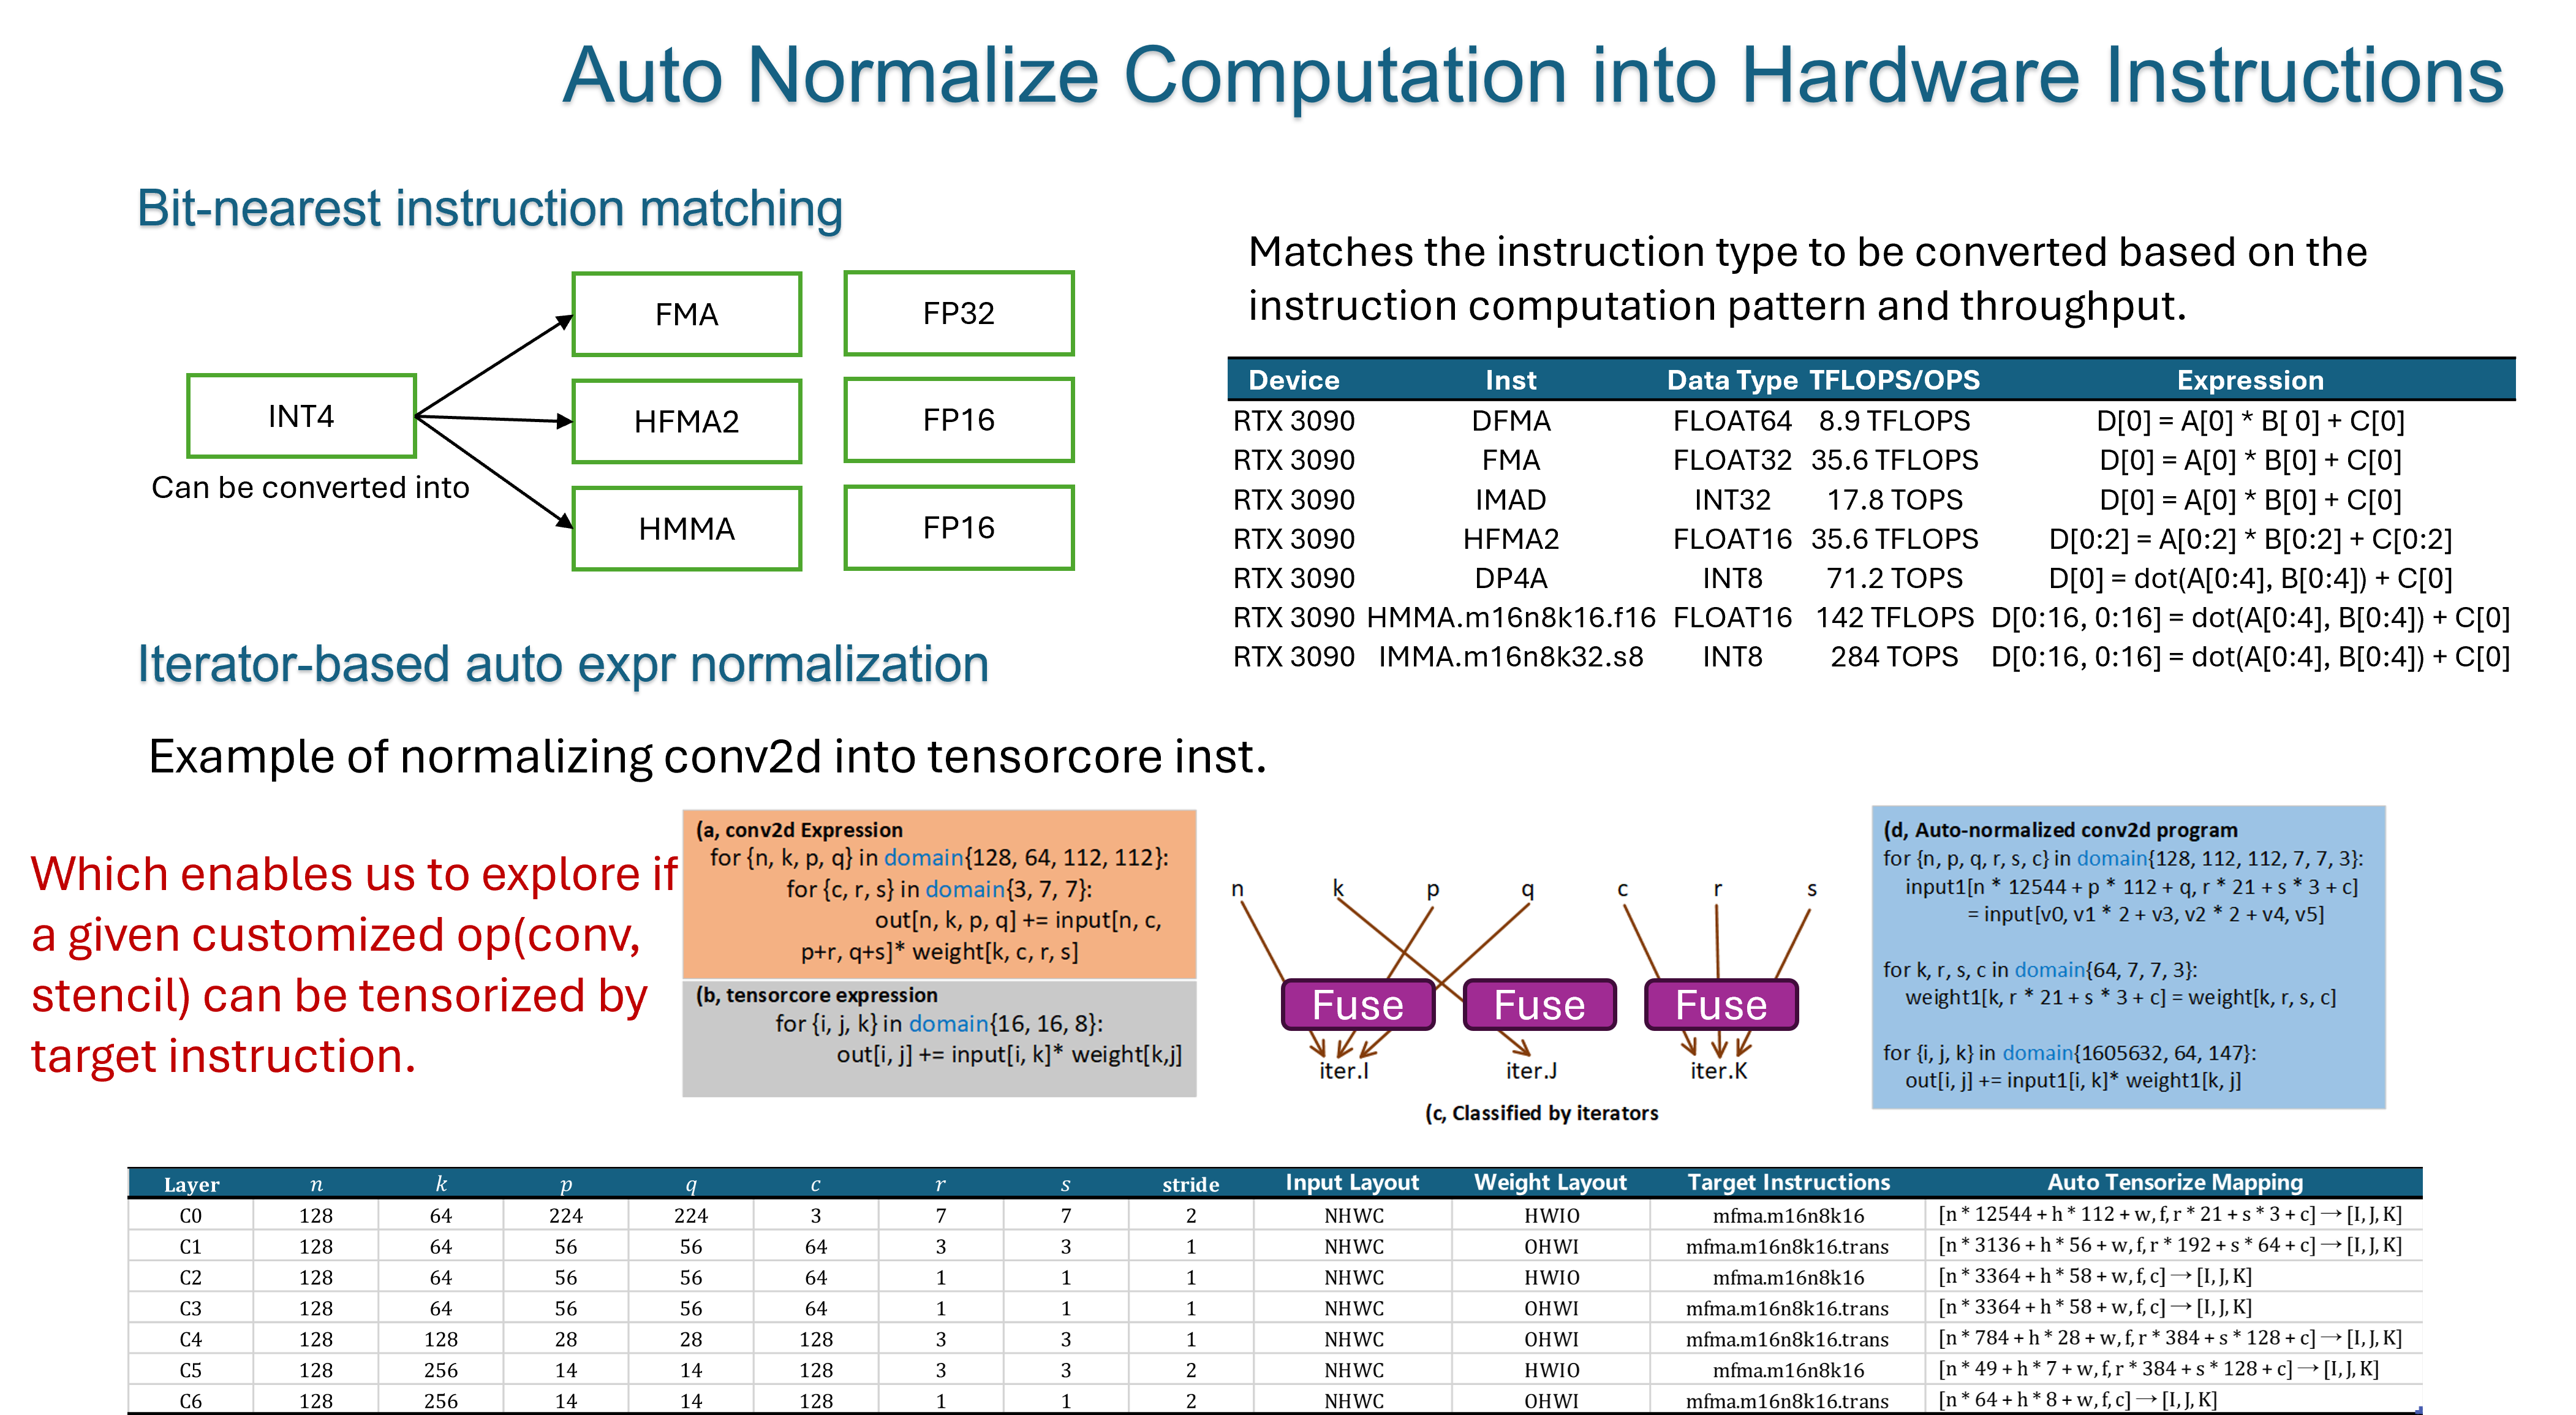 Auto Normalize Computation into Hardware Instructions
Bit-nearest instruction matching
INT4
Can be converted into
FMA
FP32
HFMA2
FP16
HMMA
FP16
Matches the instruction type to be converted based on the
instruction computation pattern and throughput.
Device Inst Data Type TFLOPS/OPS Expression
RTX 3090 DFMA FLOAT64 8.9 TFLOPS D[0] = A[0] * B[ 0] + C[0]
RTX 3090 FMA FLOAT32 35.6 TFLOPS D[0] = A[0] * B[0] + C[0]
RTX 3090 IMAD INT32 17.8 TOPS D[0] = A[0] * B[0] + C[0]
RTX 3090 HFMA2 FLOAT16 35.6 TFLOPS D[0:2] = A[0:2] * B[0:2] + C[0:2]
RTX 3090 DP4A INT8 71.2 TOPS D[0] = dot(A[0:4], B[0:4]) + C[0]
RTX 3090 HMMA.m16n8k16.f16 FLOAT16 142 TFLOPS D[0:16, 0:16] = dot(A[0:4], B[0:4]) + C[0]
RTX 3090 IMMA.m16n8k32.s8 INT8 284 TOPS D[0:16, 0:16] = dot(A[0:4], B[0:4]) + C[0]
Iterator-based auto expr normalization
Example of normalizing conv2d into tensorcore inst.
Which enables us to explore if
a given customized op(conv,
stencil) can be tensorized by
target instruction.
(a, conv2d Expression
for {n, k, p, q} in domain{128, 64, 112, 112}:
for {c, r, s} in domain{3, 7, 7}:
out[n, k, p, q] += input[n, c,
p+r, q+s]* weight[k, c, r, s]
(b, tensorcore expression
for {i, j, k} in domain{16, 16, 8}:
out[i, j] += input[i, k]* weight[k,j]
n k p q c r s
Fuse Fuse Fuse
iter.I iter.J iter.K
(c, Classified by iterators
(d, Auto-normalized conv2d program
for {n, p, q, r, s, c} in domain{128, 112, 112, 7, 7, 3}:
input1[n * 12544 + p * 112 + q, r * 21 + s * 3 + c]
= input[v0, v1 * 2 + v3, v2 * 2 + v4, v5]
for k, r, s, c in domain{64, 7, 7, 3}:
weight1[k, r * 21 + s * 3 + c] = weight[k, r, s, c]
for {i, j, k} in domain{1605632, 64, 147}:
out[i, j] += input1[i, k]* weight1[k, j]
Layer n k p q c r s stride Input Layout Weight Layout Target Instructions Auto Tensorize Mapping
C0 128 64 224 224 3 7 7 2 NHWC HWIO mfma.m16n8k16 [n * 12544 + h * 112 + w, f, r * 21 + s * 3 + c] → [I, J, K]
C1 128 64 56 56 64 3 3 1 NHWC OHWI mfma.m16n8k16.trans [n * 3136 + h * 56 + w, f, r * 192 + s * 64 + c] → [I, J, K]
C2 128 64 56 56 64 1 1 1 NHWC HWIO mfma.m16n8k16 [n * 3364 + h * 58 + w, f, c] → [I, J, K]
C3 128 64 56 56 64 1 1 1 NHWC OHWI mfma.m16n8k16.trans [n * 3364 + h * 58 + w, f, c] → [I, J, K]
C4 128 128 28 28 128 3 3 1 NHWC OHWI mfma.m16n8k16.trans [n * 784 + h * 28 + w, f, r * 384 + s * 128 + c] → [I, J, K]
C5 128 256 14 14 128 3 3 2 NHWC HWIO mfma.m16n8k16 [n * 49 + h * 7 + w, f, r * 384 + s * 128 + c] → [I, J, K]
C6 128 256 14 14 128 1 1 2 NHWC OHWI mfma.m16n8k16.trans [n * 64 + h * 8 + w, f, c] → [I, J, K]